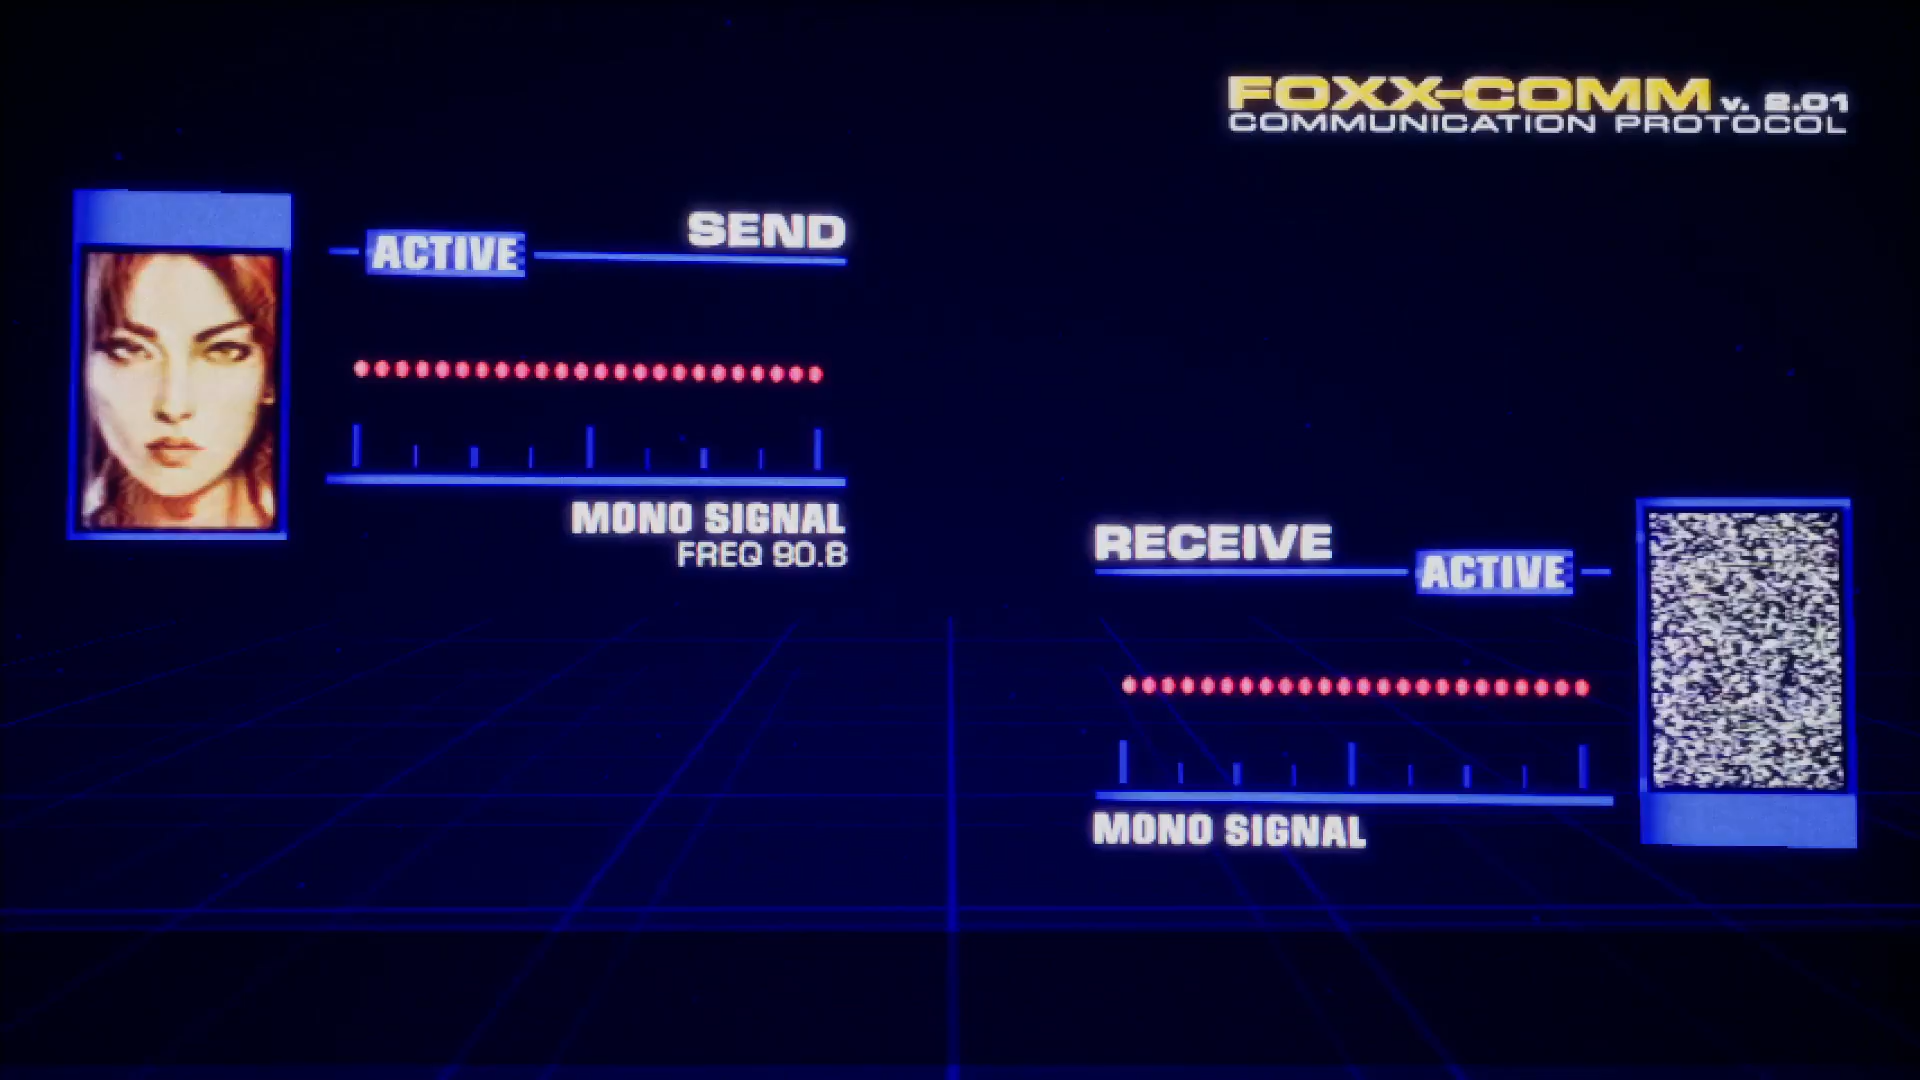 FOXX-COMM v. 2.01
COMMUNICATION PROTOCOL
SEND
ACTIVE
MONO SIGNAL
FREQ 90.8
RECEIVE
ACTIVE
MONO SIGNAL